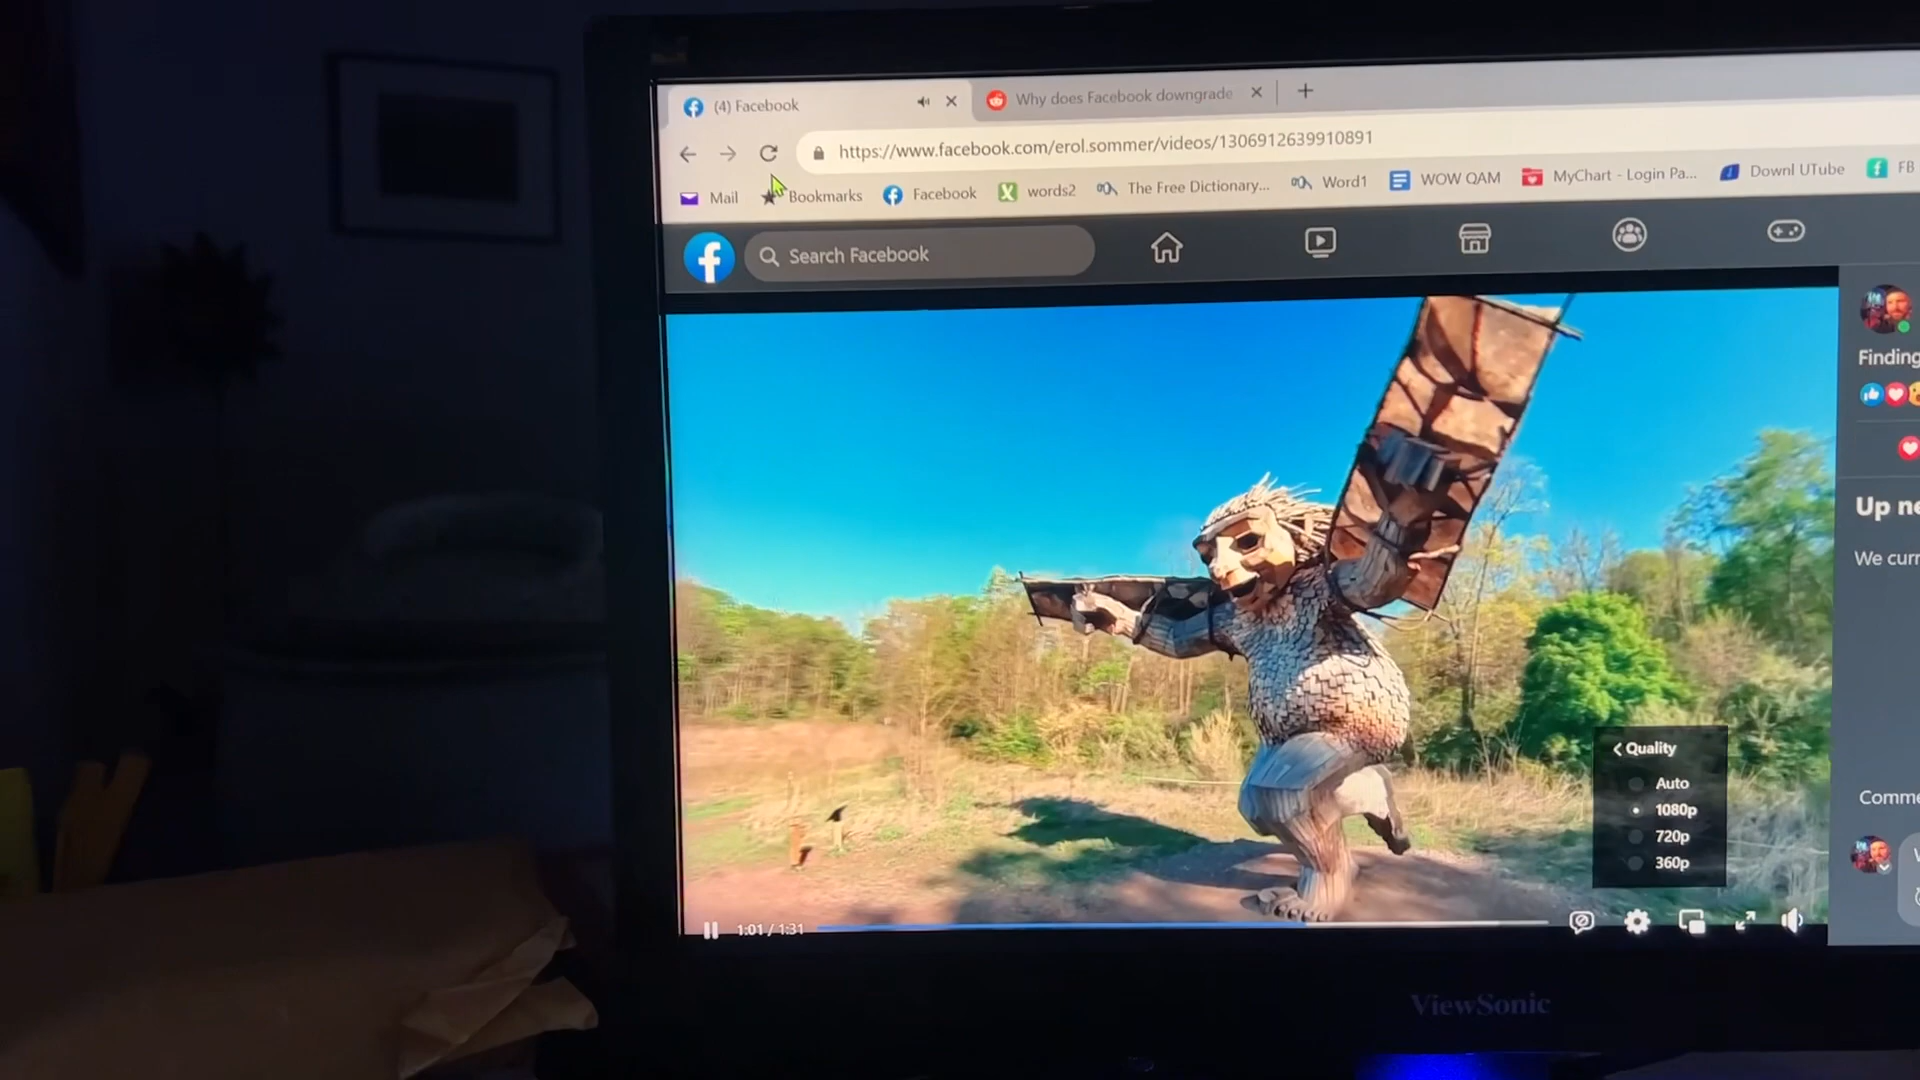 (4) Facebook
Why does Facebook downgrade
https://www.facebook.com/erol.sommer/videos/1306912639910891
Mail
Bookmarks
Facebook
words2
The Free Dictionary...
Word1
WOW QAM
MyChart - Login Pa...
Downl UTube
FB
Search Facebook
Finding
Up ne
We curr
Quality
Auto
1080p
720p
360p
Comme
1:01 / 1:31
ViewSonic